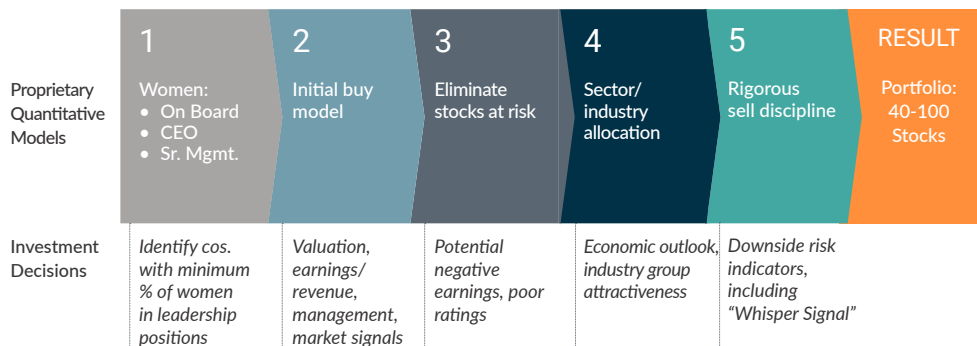 Proprietary
Quantitative
Models
1
Women:
• On Board
• CEO
• Sr. Mgmt.
2
Initial buy
model
3
Eliminate
stocks at risk
4
Sector/
industry
allocation
5
Rigorous
sell discipline
RESULT
Portfolio:
40-100
Stocks
Investment
Decisions
Identify cos.
with minimum
% of women
in leadership
positions
Valuation,
earnings/
revenue,
management,
market signals
Potential
negative
earnings, poor
ratings
Economic outlook,
industry group
attractiveness
Downside risk
indicators,
including
“Whisper Signal”